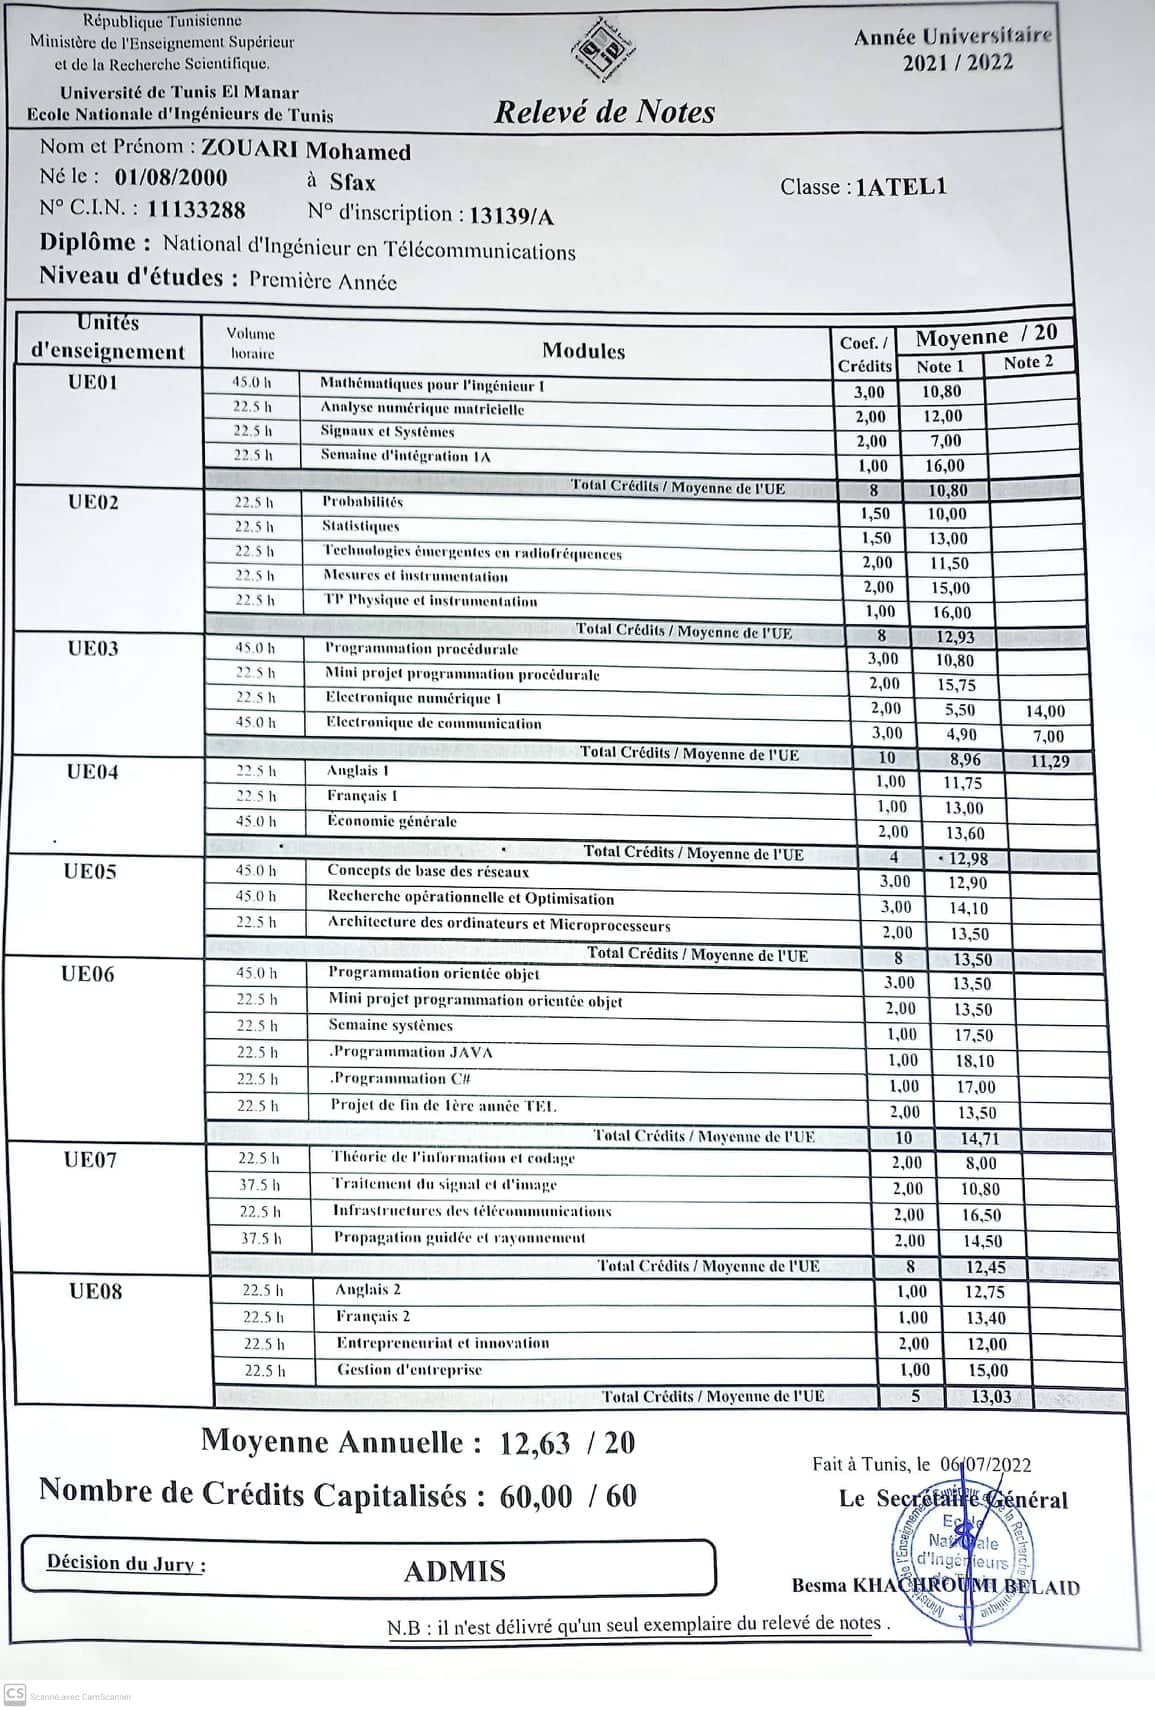 République Tunisienne
Ministère de l'Enseignement Supérieur
et de la Recherche Scientifique.
Université de Tunis El Manar
Ecole Nationale d'Ingénieurs de Tunis
Année Universitaire
2021 / 2022
Relevé de Notes
Nom et Prénom : ZOUARI Mohamed
Né le : 01/08/2000 à Sfax
Classe : 1ATEL1
N° C.I.N. : 11133288 N° d'inscription : 13139/A
Diplôme : National d'Ingénieur en Télécommunications
Niveau d'études : Première Année
Unités d'enseignement Volume horaire Modules Coef. / Crédits Moyenne / 20 Note 1 Note 2
UE01 45.0 h Mathématiques pour l'ingénieur I 3,00 10,80
22.5 h Analyse numérique matricielle 2,00 12,00
22.5 h Signaux et Systèmes 2,00 7,00
22.5 h Semaine d'intégration 1A 1,00 16,00
Total Crédits / Moyenne de l'UE 8 10,80
UE02 22.5 h Probabilités 1,50 10,00
22.5 h Statistiques 1,50 13,00
22.5 h Technologies émergentes en radiofréquences 2,00 11,50
22.5 h Mesures et instrumentation 2,00 15,00
22.5 h TP Physique et instrumentation 1,00 16,00
Total Crédits / Moyenne de l'UE 8 12,93
UE03 45.0 h Programmation procédurale 3,00 10,80
22.5 h Mini projet programmation procédurale 2,00 15,75
22.5 h Electronique numérique 1 2,00 5,50 14,00
45.0 h Electronique de communication 3,00 4,90 7,00
Total Crédits / Moyenne de l'UE 10 8,96 11,29
UE04 22.5 h Anglais 1 1,00 11,75
22.5 h Français 1 1,00 13,00
45.0 h Économie générale 2,00 13,60
Total Crédits / Moyenne de l'UE 4 12,98
UE05 45.0 h Concepts de base des réseaux 3,00 12,90
45.0 h Recherche opérationnelle et Optimisation 3,00 14,10
22.5 h Architecture des ordinateurs et Microprocesseurs 2,00 13,50
Total Crédits / Moyenne de l'UE 8 13,50
UE06 45.0 h Programmation orientée objet 3,00 13,50
22.5 h Mini projet programmation orientée objet 2,00 13,50
22.5 h Semaine systèmes 1,00 17,50
22.5 h .Programmation JAVA 1,00 18,10
22.5 h .Programmation C# 1,00 17,00
22.5 h Projet de fin de 1ère année TEL. 2,00 13,50
Total Crédits / Moyenne de l'UE 10 14,71
UE07 22.5 h Théorie de l'information et codage 2,00 8,00
37.5 h Traitement du signal et d'image 2,00 10,80
22.5 h Infrastructures des télécommunications 2,00 16,50
37.5 h Propagation guidée et rayonnement 2,00 14,50
Total Crédits / Moyenne de l'UE 8 12,45
UE08 22.5 h Anglais 2 1,00 12,75
22.5 h Français 2 1,00 13,40
22.5 h Entrepreneuriat et innovation 2,00 12,00
22.5 h Gestion d'entreprise 1,00 15,00
Total Crédits / Moyenne de l'UE 5 13,03
Moyenne Annuelle : 12,63 / 20
Nombre de Crédits Capitalisés : 60,00 / 60
Fait à Tunis, le 06/07/2022
Le Secrétaire Général
Ecole
Nationale
d'Ingénieurs
de Tunis
Décision du Jury : ADMIS
Besma KHACHROUMI BELAID
N.B : il n'est délivré qu'un seul exemplaire du relevé de notes .
CS Scanné avec CamScanner